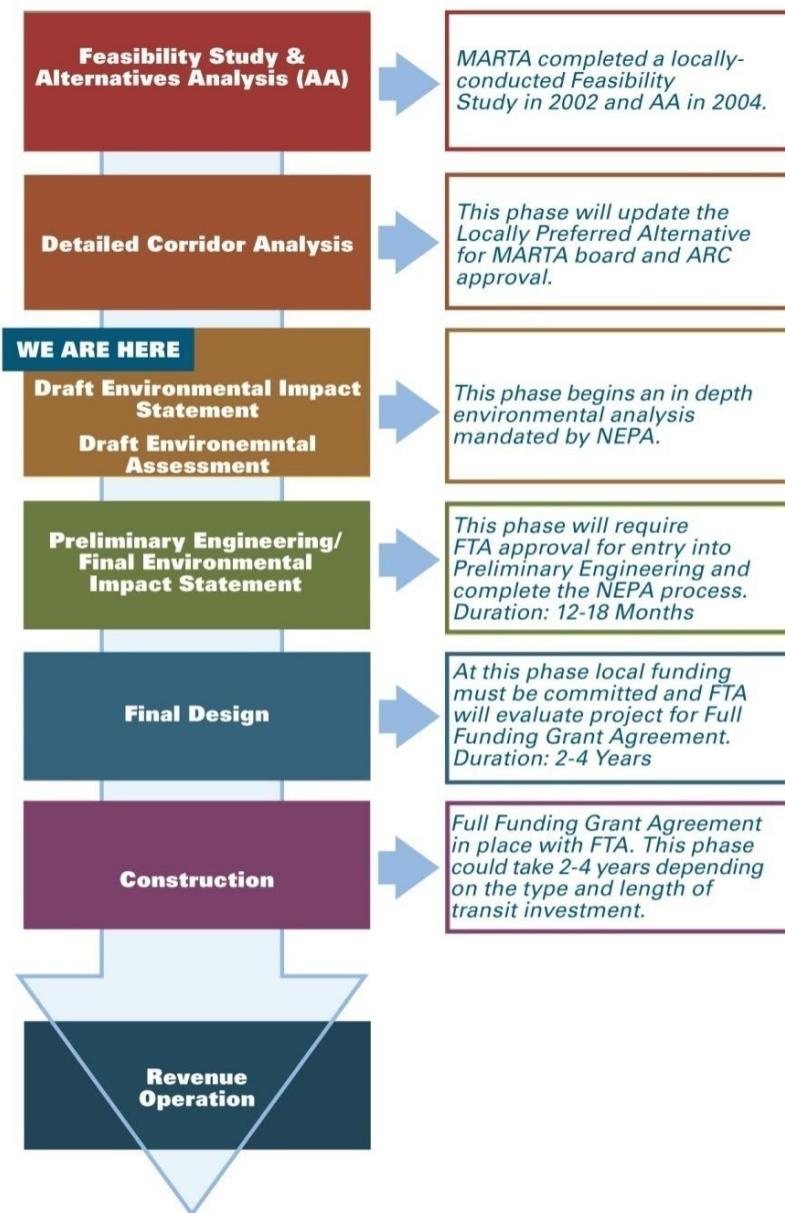 Feasibility Study &
Alternatives Analysis (AA)
MARTA completed a locally-
conducted Feasibility
Study in 2002 and AA in 2004.
Detailed Corridor Analysis
This phase will update the
Locally Preferred Alternative
for MARTA board and ARC
approval.
WE ARE HERE
Draft Environmental Impact
Statement
Draft Environemntal
Assessment
This phase begins an in depth
environmental analysis
mandated by NEPA.
Preliminary Engineering/
Final Environmental
Impact Statement
This phase will require
FTA approval for entry into
Preliminary Engineering and
complete the NEPA process.
Duration: 12-18 Months
Final Design
At this phase local funding
must be committed and FTA
will evaluate project for Full
Funding Grant Agreement.
Duration: 2-4 Years
Construction
Full Funding Grant Agreement
in place with FTA. This phase
could take 2-4 years depending
on the type and length of
transit investment.
Revenue
Operation